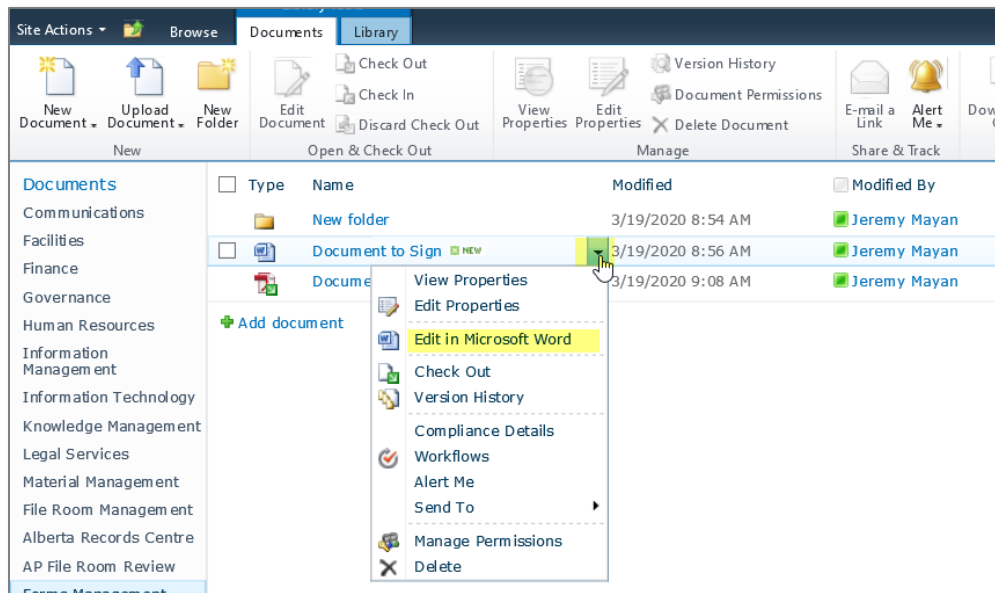 Site Actions Browse Documents Library
New Document Upload Document New Folder
New
Edit Document
Check Out
Check In
Discard Check Out
Open & Check Out
View Properties Edit Properties
Version History
Document Permissions
Delete Document
Manage
E-mail a Link Alert Me
Share & Track
Documents
Communications
Facilities
Finance
Governance
Human Resources
Information
Management
Information Technology
Knowledge Management
Legal Services
Material Management
File Room Management
Alberta Records Centre
AP File Room Review
Forms Management
Type Name Modified Modified By
New folder 3/19/2020 8:54 AM Jeremy Mayan
Document to Sign NEW 3/19/2020 8:56 AM Jeremy Mayan
Docume 3/19/2020 9:08 AM Jeremy Mayan
Add document
View Properties
Edit Properties
Edit in Microsoft Word
Check Out
Version History
Compliance Details
Workflows
Alert Me
Send To
Manage Permissions
Delete